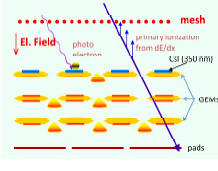 mesh
El. Field
photo
electron
primary ionization
from dE/dx
CsI (350 nm)
GEMs
pads